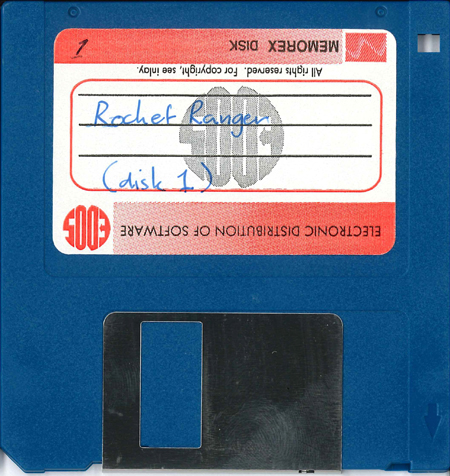 1
MEMOREX DISK
All rights reserved. For copyright, see inlay.
Rocket Ranger
EDOS
(disk 1)
ELECTRONIC DISTRIBUTION OF SOFTWARE
EDOS